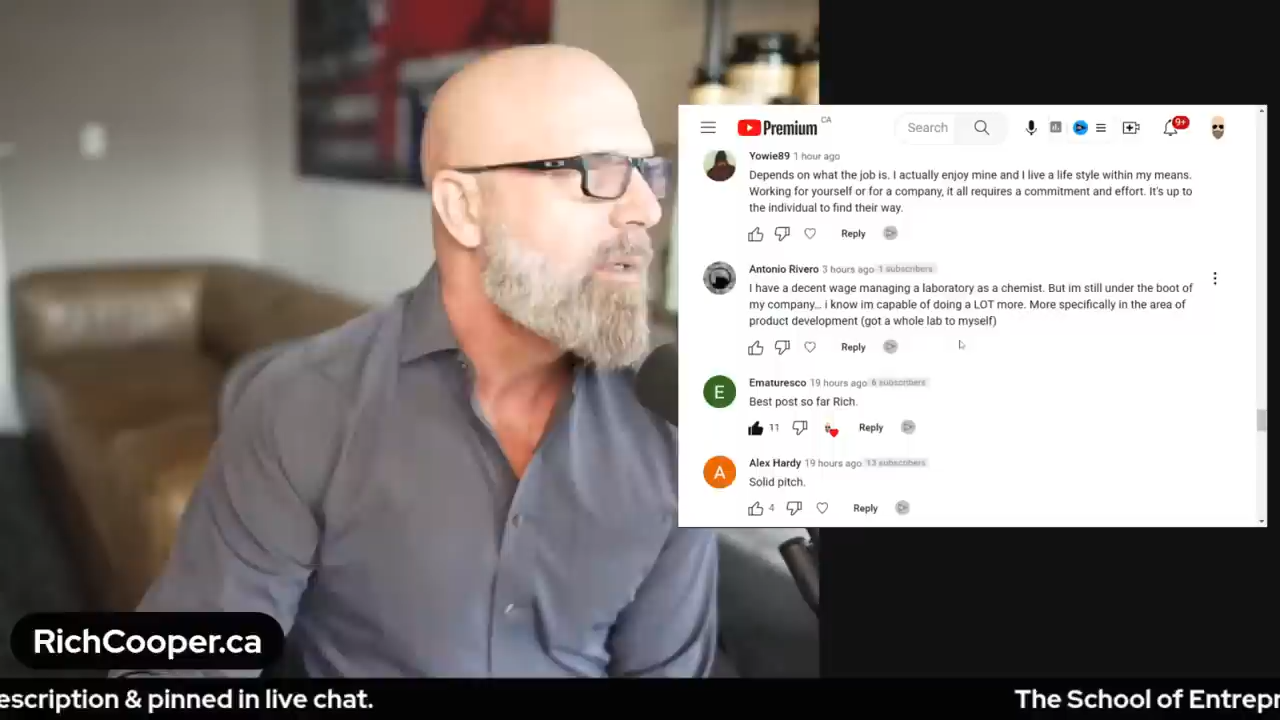 Premium CA
Search
9+
Yowie89 1 hour ago
Depends on what the job is. I actually enjoy mine and I live a life style within my means.
Working for yourself or for a company, it all requires a commitment and effort. It's up to
the individual to find their way.
Reply
Antonio Rivero 3 hours ago 1 subscribers
I have a decent wage managing a laboratory as a chemist. But im still under the boot of
my company... i know im capable of doing a LOT more. More specifically in the area of
product development (got a whole lab to myself)
Reply
E
Ematuresco 19 hours ago 6 subscribers
Best post so far Rich.
11 Reply
A
Alex Hardy 19 hours ago 13 subscribers
Solid pitch.
4 Reply
RichCooper.ca
escription & pinned in live chat.
The School of Entrepr